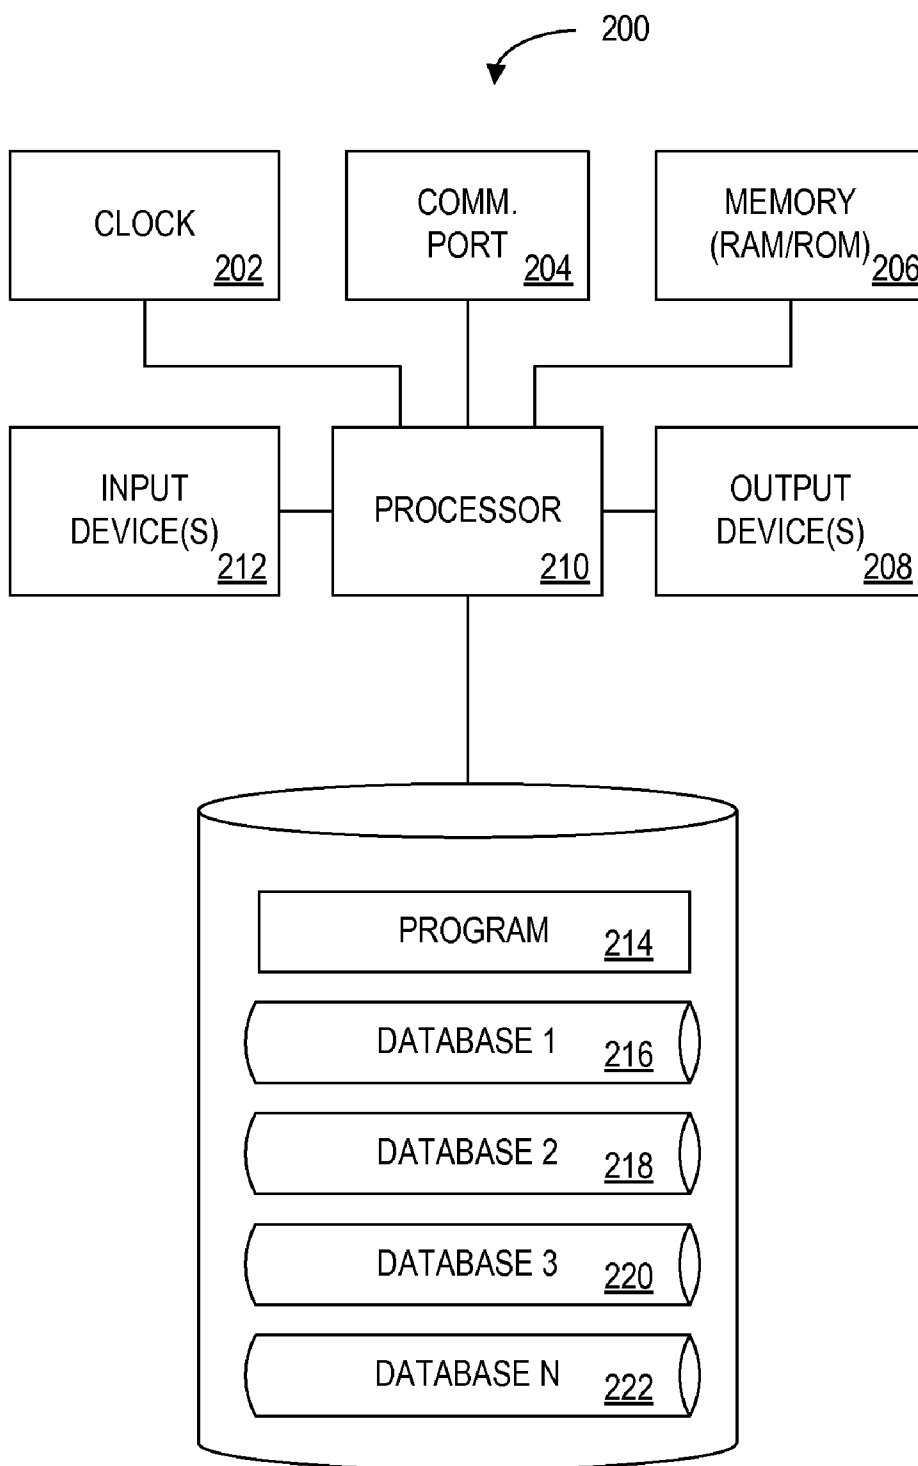 200
CLOCK
202
COMM.
PORT
204
MEMORY
(RAM/ROM)
206
INPUT
DEVICE(S)
212
PROCESSOR
210
OUTPUT
DEVICE(S)
208
PROGRAM 214
DATABASE 1 216
DATABASE 2 218
DATABASE 3 220
DATABASE N 222